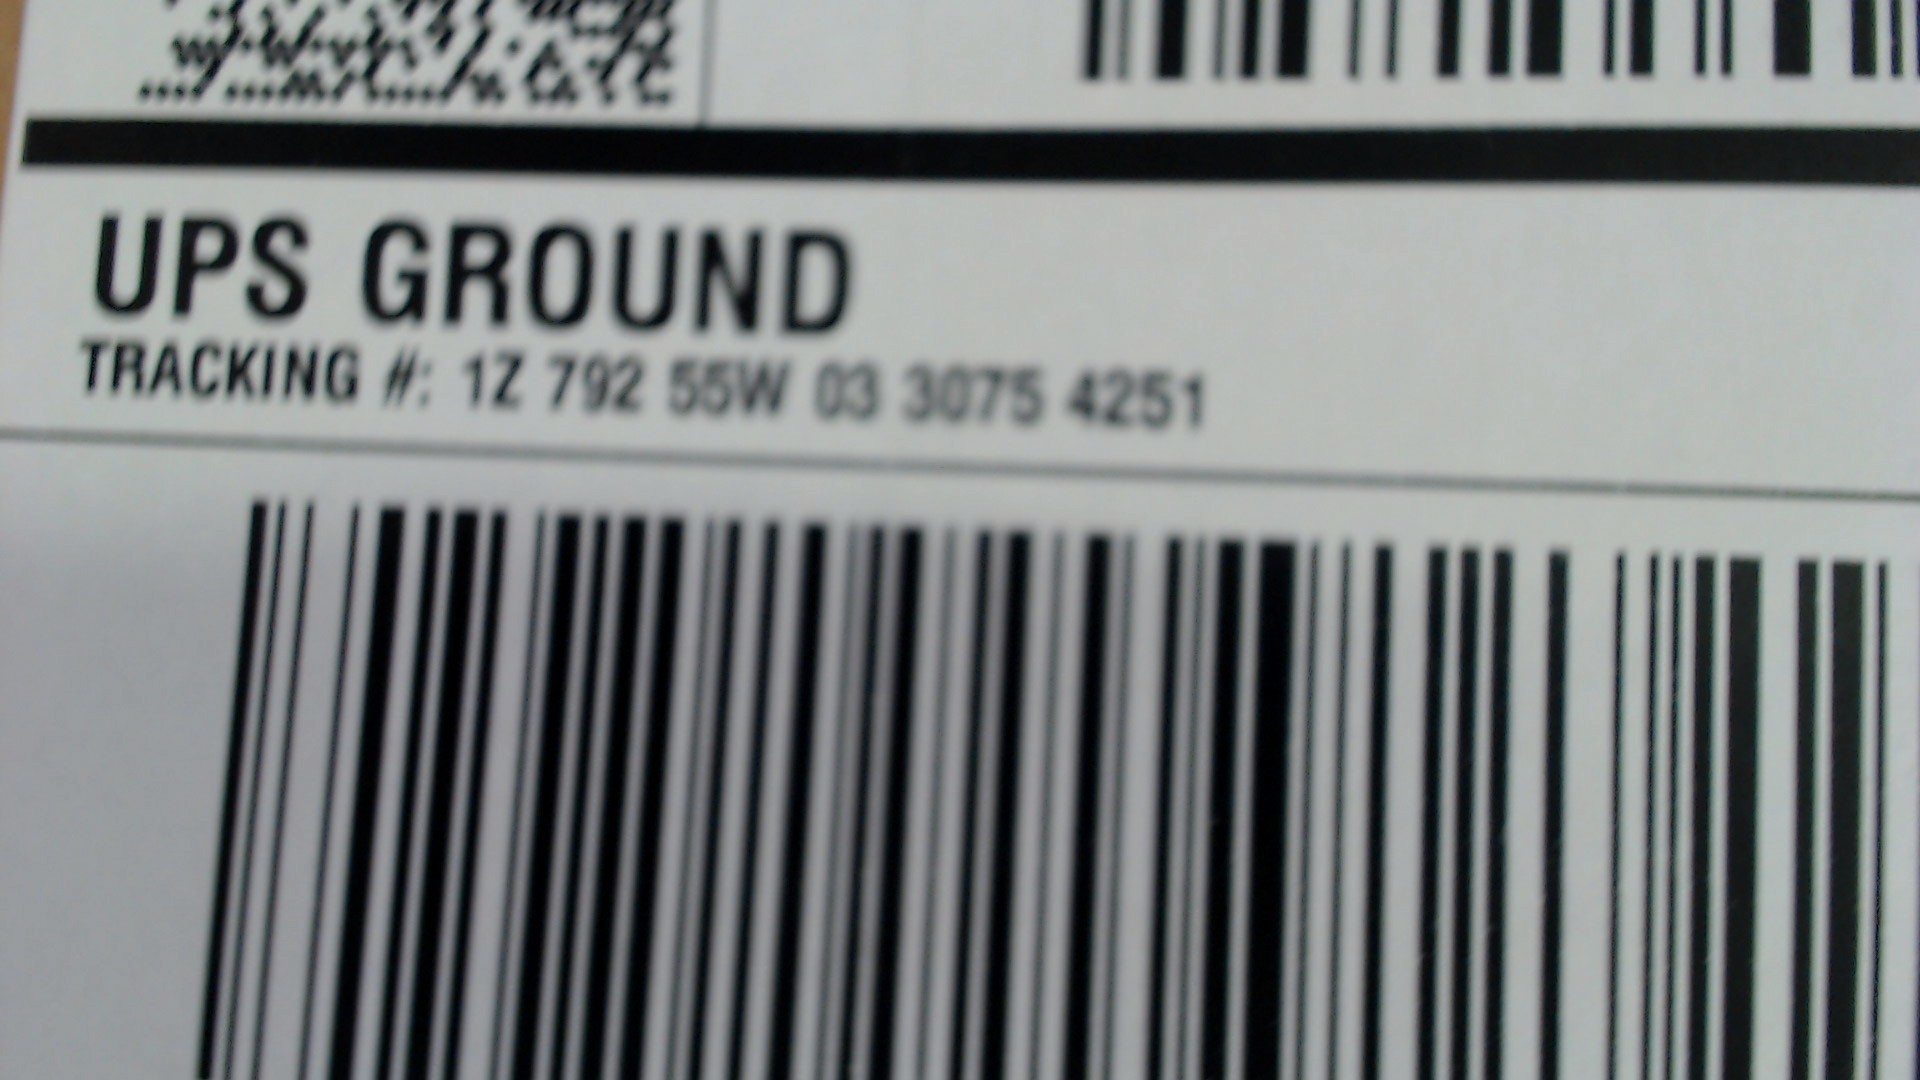 UPS GROUND
TRACKING #: 1Z 792 55W 03 3075 4251